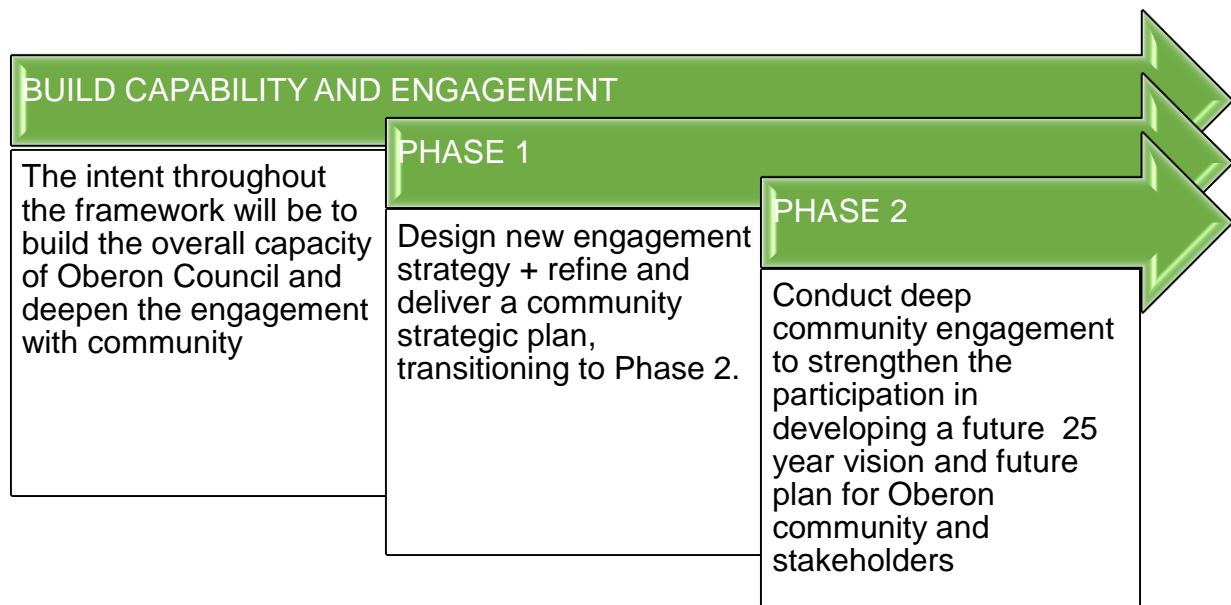 BUILD CAPABILITY AND ENGAGEMENT
The intent throughout
the framework will be to
build the overall capacity
of Oberon Council and
deepen the engagement
with community
PHASE 1
Design new engagement
strategy + refine and
deliver a community
strategic plan,
transitioning to Phase 2.
PHASE 2
Conduct deep
community engagement
to strengthen the
participation in
developing a future  25
year vision and future
plan for Oberon
community and
stakeholders